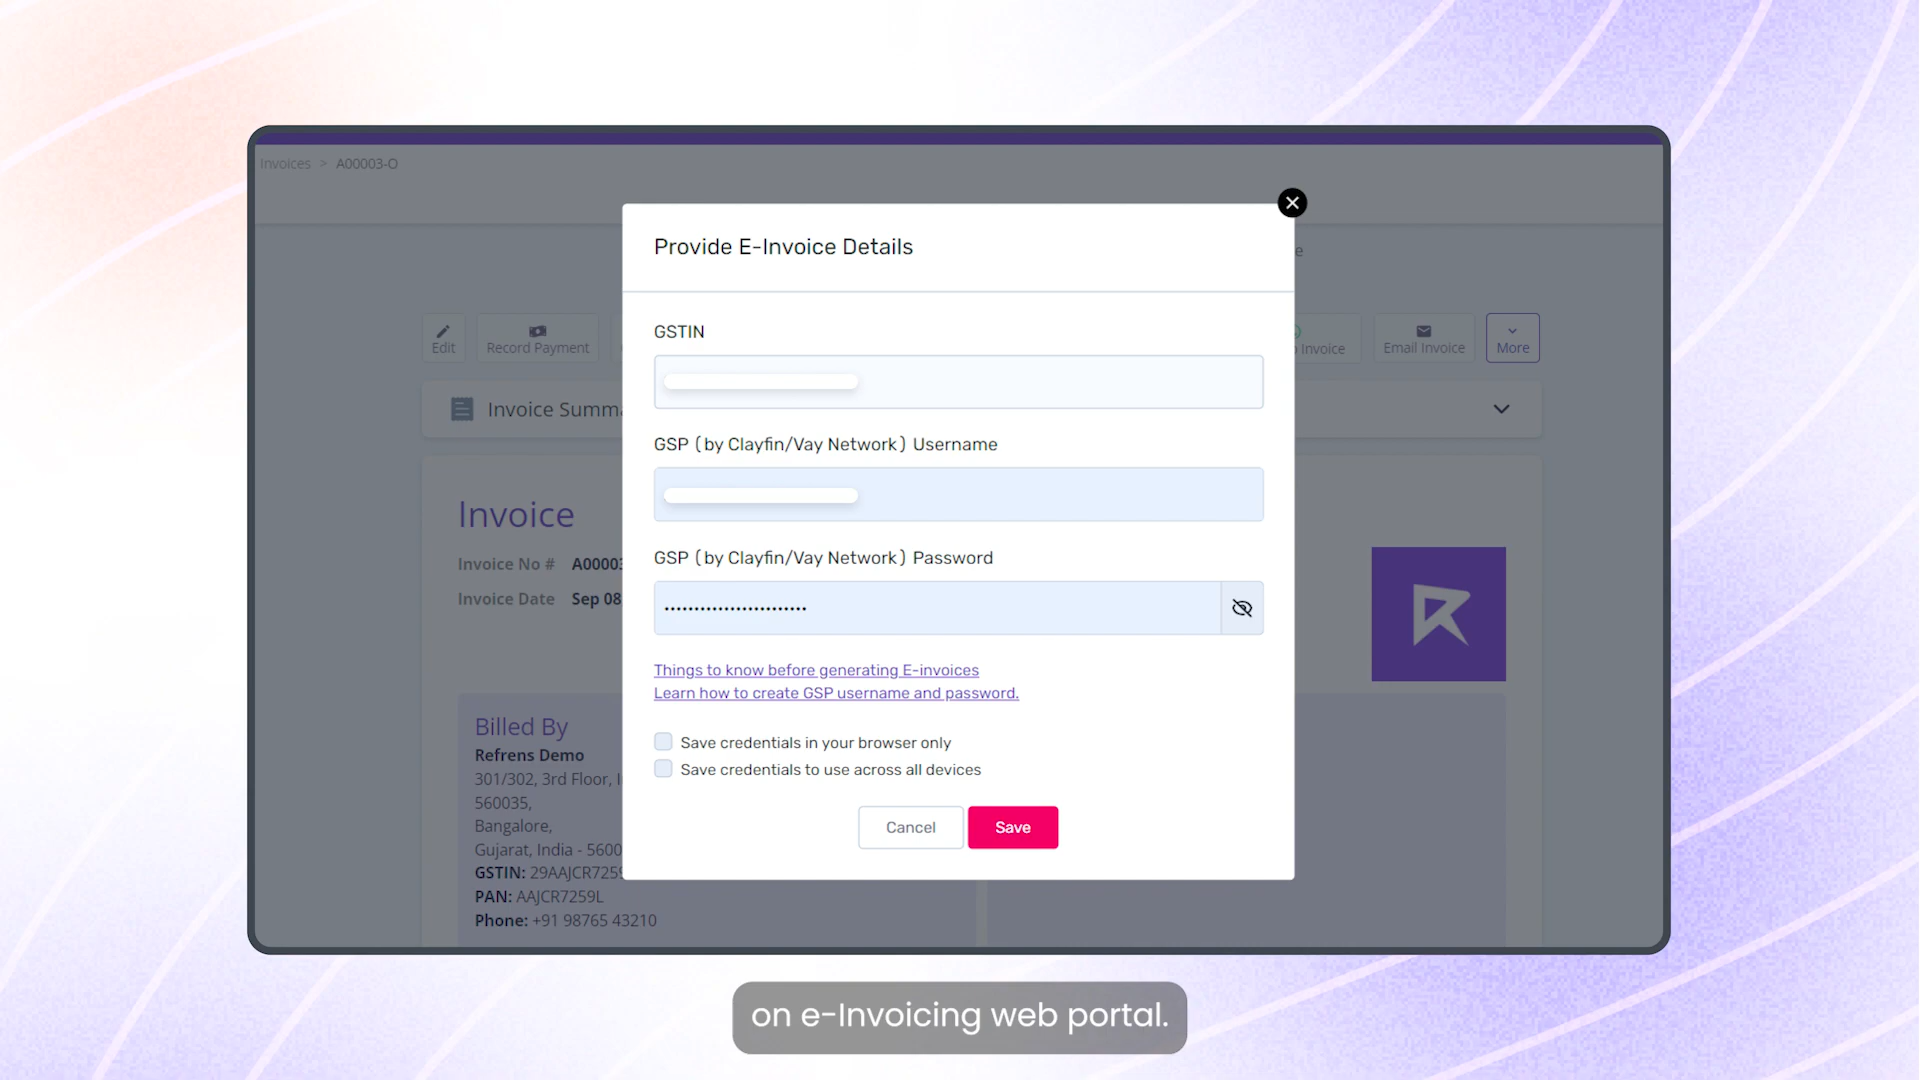 Invoices > A00003-O
Provide E-Invoice Details
GSTIN
Edit
Record Payment
Invoice
Email Invoice
More
GSP (by Clayfin/Vay Network) Username
Invoice Summa
GSP (by Clayfin/Vay Network) Password
Invoice
Invoice No # A00003
Invoice Date Sep 08
Things to know before generating E-invoices
Learn how to create GSP username and password.
Save credentials in your browser only
Save credentials to use across all devices
Cancel
Save
Billed By
Refrens Demo
301/302, 3rd Floor,
560035,
Bangalore,
Gujarat, India - 5600
GSTIN: 29AAJCR7259
PAN: AAJCR7259L
Phone: +91 98765 43210
on e-Invoicing web portal.